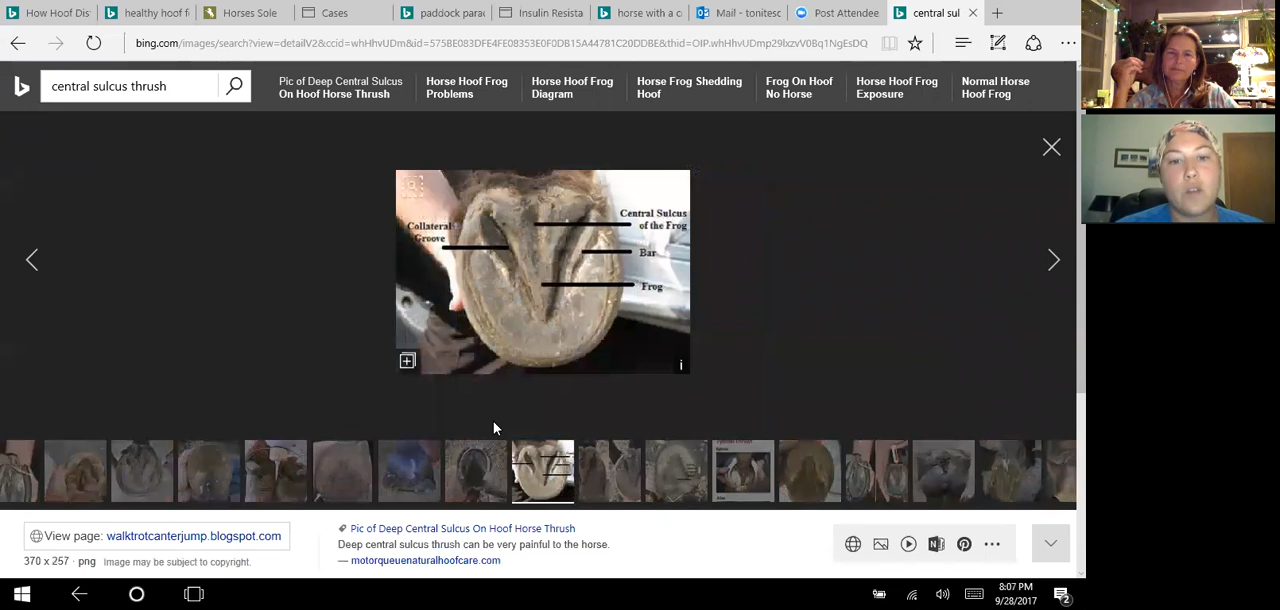 How Hoof Dis
healthy hoof f
Horses Sole
Cases
paddock para
Insulin Resista
horse with a c
Mail - tonitesc
Post Attendee
central sul
bing.com/images/search?view=detailV2&ccid=whHhvUDm&id=575BE083DFE4FE08353E0F0DB15A44781C20DDBE&thid=OIP.whHhvUDmp29lxzvV0Bq1NgEsDQ
central sulcus thrush
Pic of Deep Central Sulcus
On Hoof Horse Thrush
Horse Hoof Frog
Problems
Horse Hoof Frog
Diagram
Horse Frog Shedding
Hoof
Frog On Hoof
No Horse
Horse Hoof Frog
Exposure
Normal Horse
Hoof Frog
Central Sulcus
of the Frog
Collateral
Groove
Bar
Frog
View page: walktrotcanterjump.blogspot.com
370 x 257 · png Image may be subject to copyright.
Pic of Deep Central Sulcus On Hoof Horse Thrush
Deep central sulcus thrush can be very painful to the horse.
— motorqueuenaturalhoofcare.com
8:07 PM
9/28/2017
2